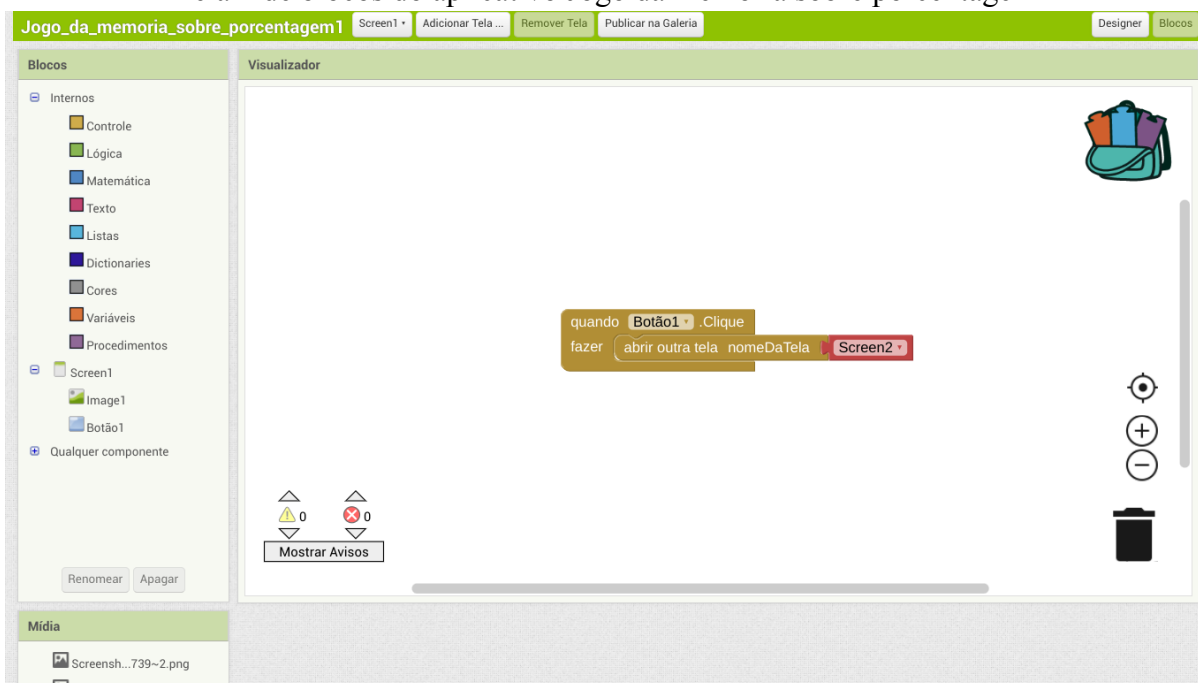 Jogo_da_memoria_sobre_porcentagem1 Screen1 Adicionar Tela ... Remover Tela Publicar na Galeria Designer Blocos
Blocos
Internos
Controle
Lógica
Matemática
Texto
Listas
Dictionaries
Cores
Variáveis
Procedimentos
Screen1
Image1
Botão1
Qualquer componente
Renomear Apagar
Mídia
Screensh...739~2.png
Visualizador
quando Botão1 .Clique
fazer abrir outra tela nomeDaTela Screen2
0 0
Mostrar Avisos